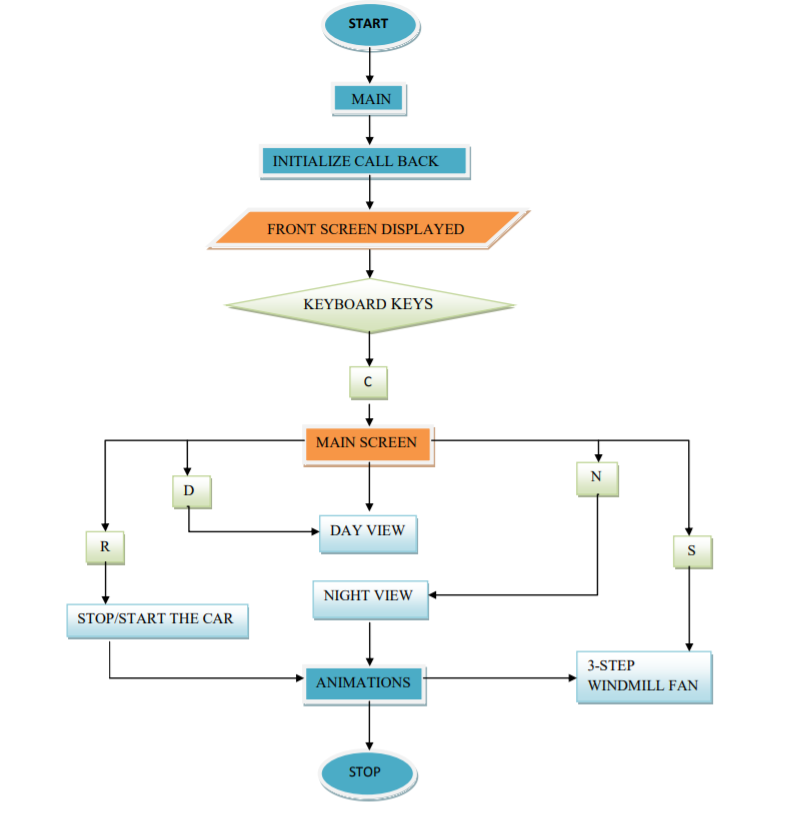 START
MAIN
INITIALIZE CALL BACK
FRONT SCREEN DISPLAYED
KEYBOARD KEYS
C
MAIN SCREEN
D
N
R
S
DAY VIEW
NIGHT VIEW
STOP/START THE CAR
3-STEP
WINDMILL FAN
ANIMATIONS
STOP